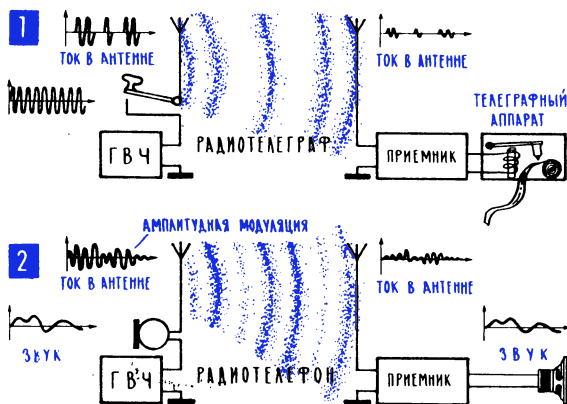 1
ТОК В АНТЕННЕ
ТОК В АНТЕННЕ
ТЕЛЕГРАФНЫЙ
АППАРАТ
ГВЧ
РАДИОТЕЛЕГРАФ
ПРИЕМНИК
АМПЛИТУДНАЯ МОДУЛЯЦИЯ
2
ТОК В АНТЕННЕ
ТОК В АНТЕННЕ
ЗВУК
ЗВУК
ГВЧ
РАДИОТЕЛЕФОН
ПРИЕМНИК